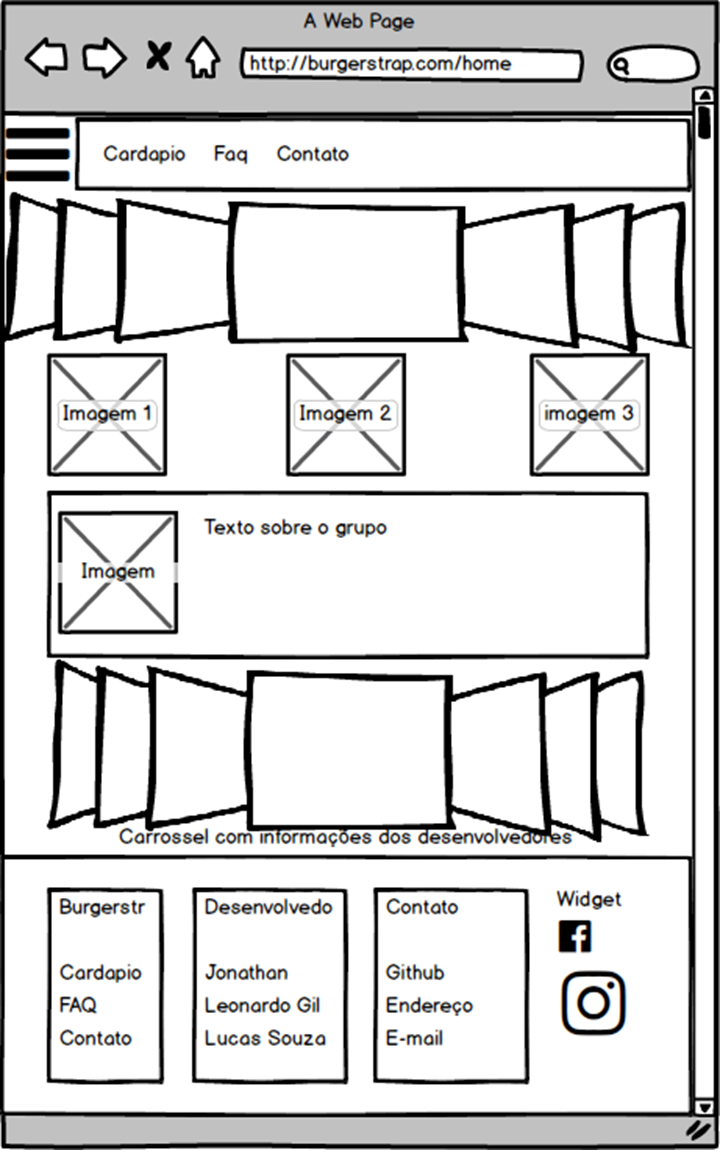 A Web Page
http://burgerstrap.com/home
Cardapio Faq Contato
Imagem 1 Imagem 2 imagem 3
Texto sobre o grupo
Imagem
Carrossel com informações dos desenvolvedores
Burgerstr
Cardapio
FAQ
Contato
Desenvolvedo
Jonathan
Leonardo Gil
Lucas Souza
Contato
Github
Endereço
E-mail
Widget